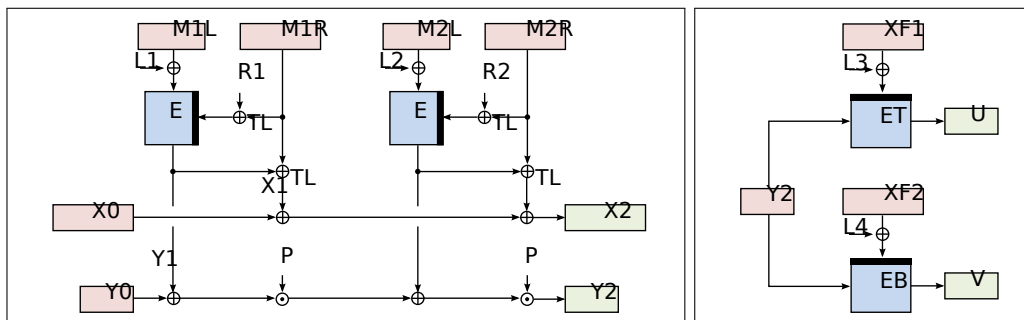 M1L M1R M2L M2R XF1
L1 L2 L3
R1 R2
E TL E TL ET U
TL TL
X1
X0 X2 Y2 XF2
L4
Y1 P P
Y0 Y2 EB V